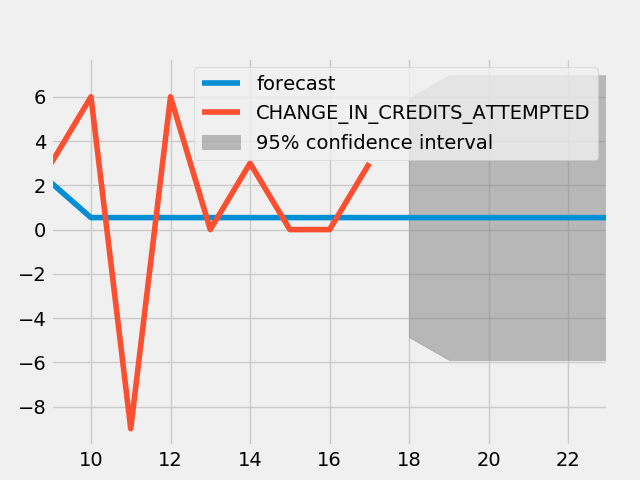 forecast
CHANGE_IN_CREDITS_ATTEMPTED
95% confidence interval
6
4
2
0
−2
−4
−6
−8
10 12 14 16 18 20 22